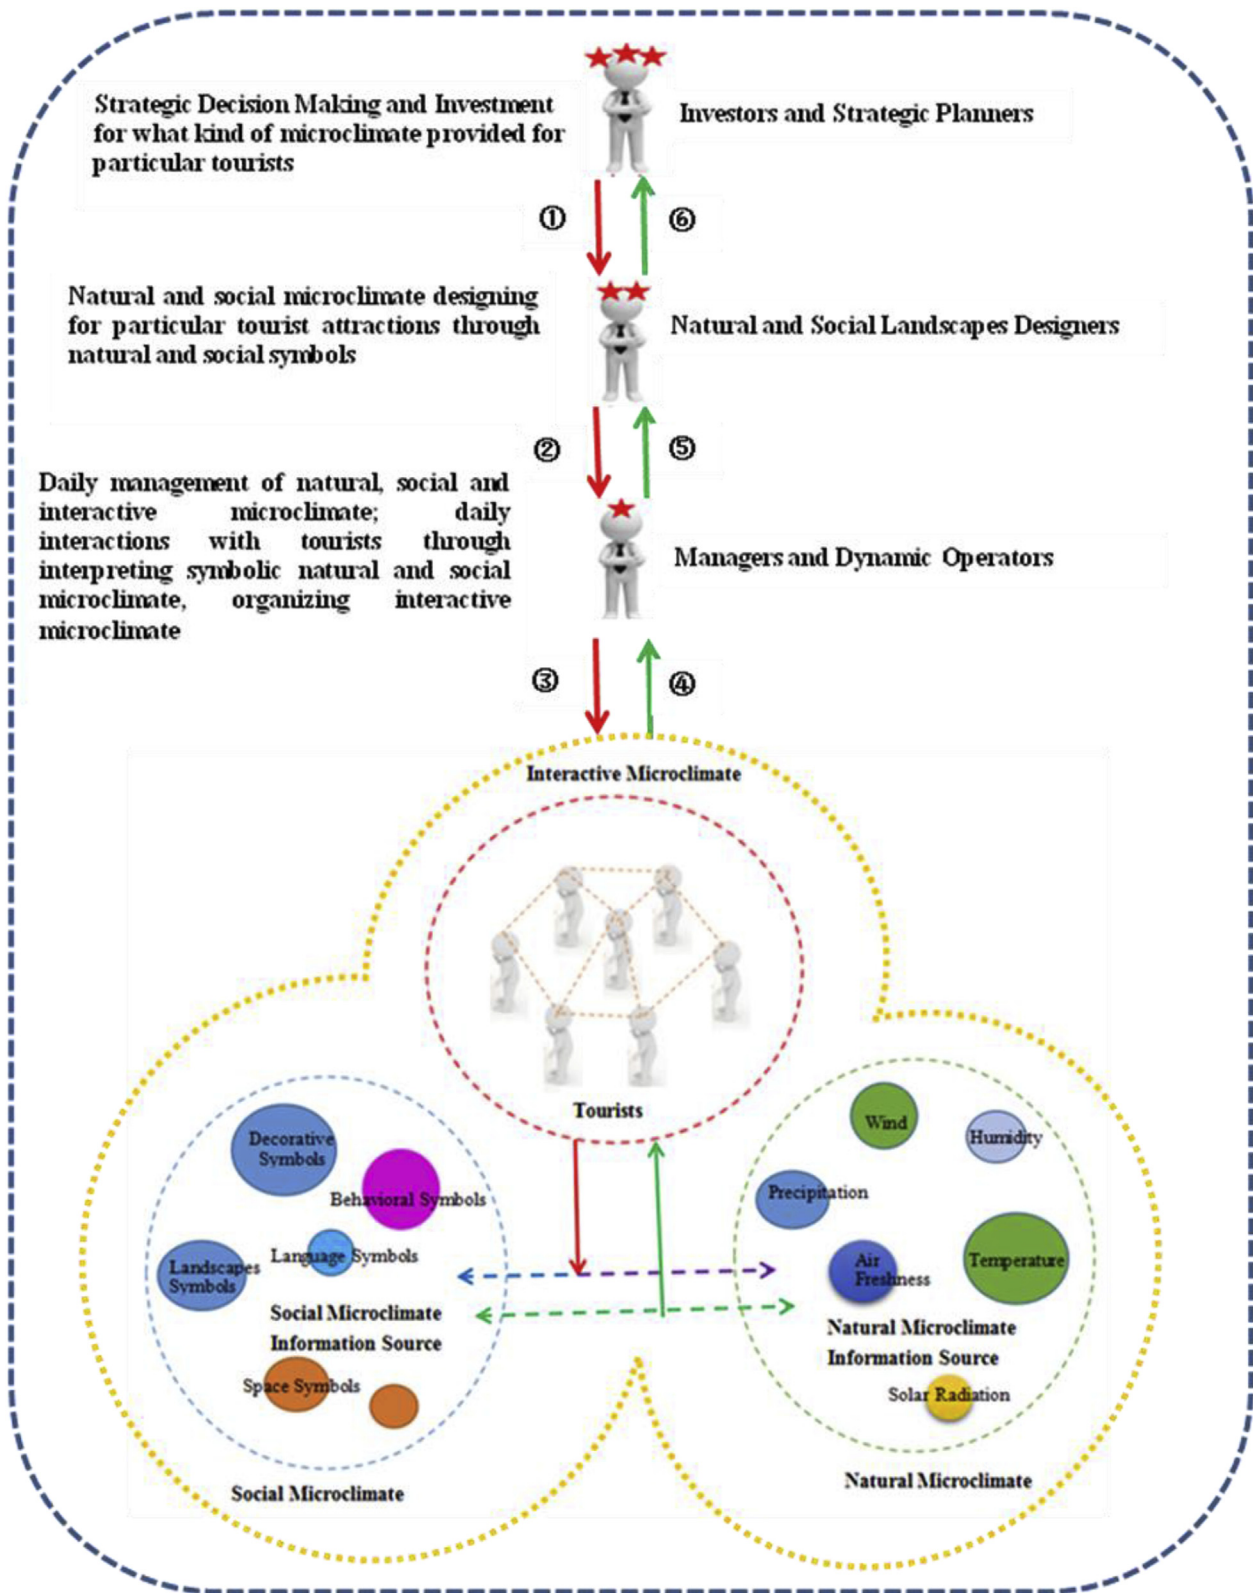 Strategic Decision Making and Investment
for what kind of microclimate provided for
particular tourists
Investors and Strategic Planners
①
⑥
Natural and social microclimate designing
for particular tourist attractions through
natural and social symbols
Natural and Social Landscapes Designers
②
⑤
Daily management of natural, social and
interactive microclimate; daily
interactions with tourists through
interpreting symbolic natural and social
microclimate, organizing interactive
microclimate
Managers and Dynamic Operators
③
④
Interactive Microclimate
Tourists
Decorative
Symbols
Behavioral Symbols
Language Symbols
Landscapes
Symbols
Social Microclimate
Information Source
Space Symbols
Social Microclimate
Wind
Humidity
Precipitation
Air
Freshness
Temperature
Natural Microclimate
Information Source
Solar Radiation
Natural Microclimate